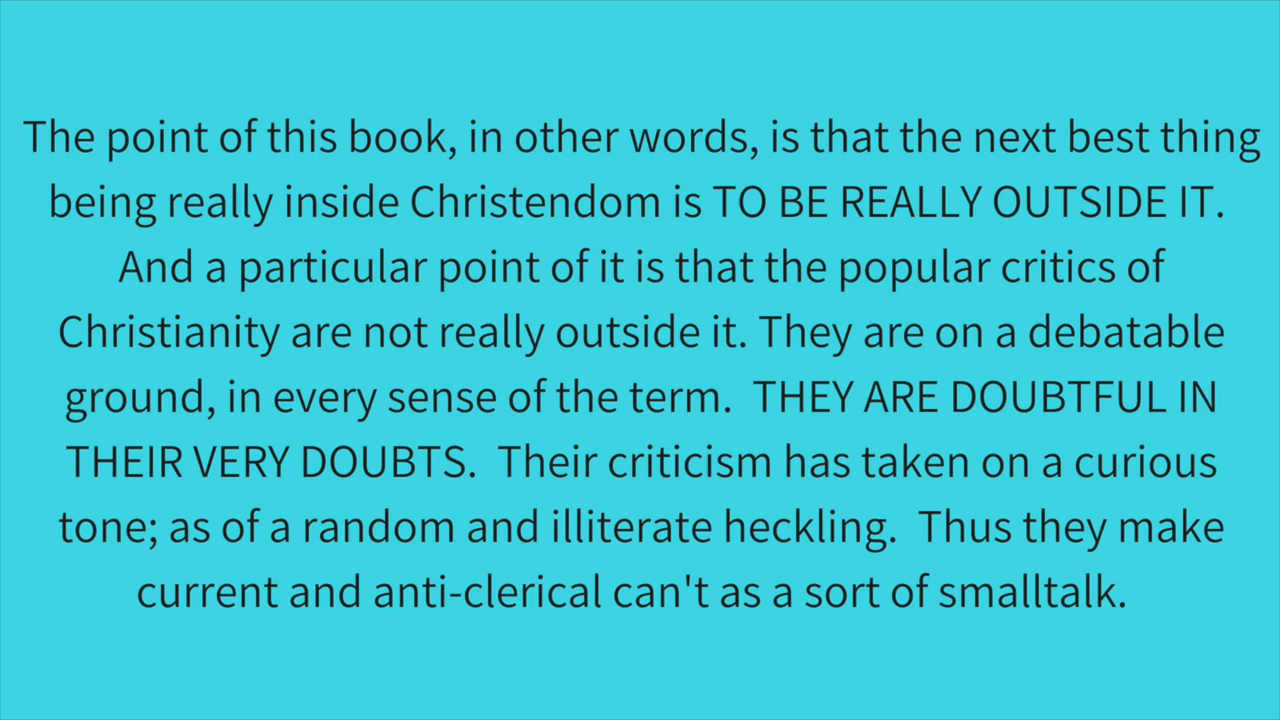 The point of this book, in other words, is that the next best thing
being really inside Christendom is TO BE REALLY OUTSIDE IT.
And a particular point of it is that the popular critics of
Christianity are not really outside it. They are on a debatable
ground, in every sense of the term.  THEY ARE DOUBTFUL IN
THEIR VERY DOUBTS.  Their criticism has taken on a curious
tone; as of a random and illiterate heckling.  Thus they make
current and anti-clerical can't as a sort of smalltalk.